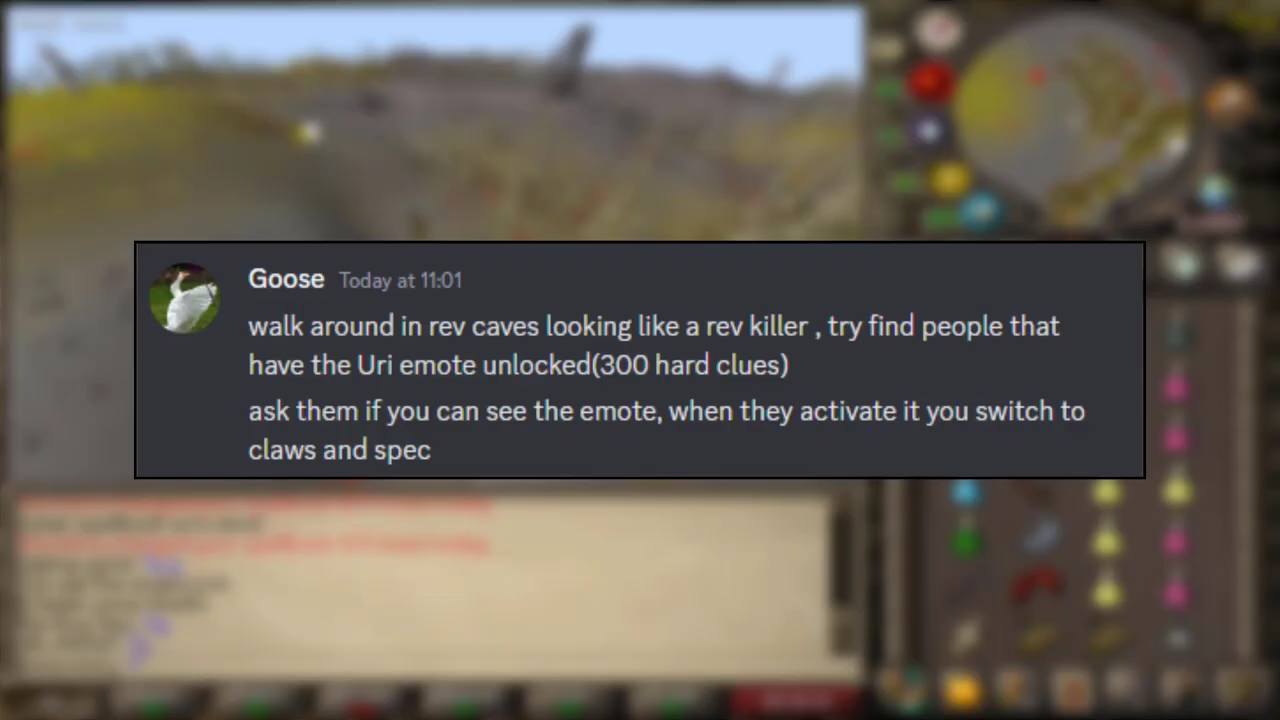 Goose Today at 11:01
walk around in rev caves looking like a rev killer , try find people that
have the Uri emote unlocked(300 hard clues)
ask them if you can see the emote, when they activate it you switch to
claws and spec